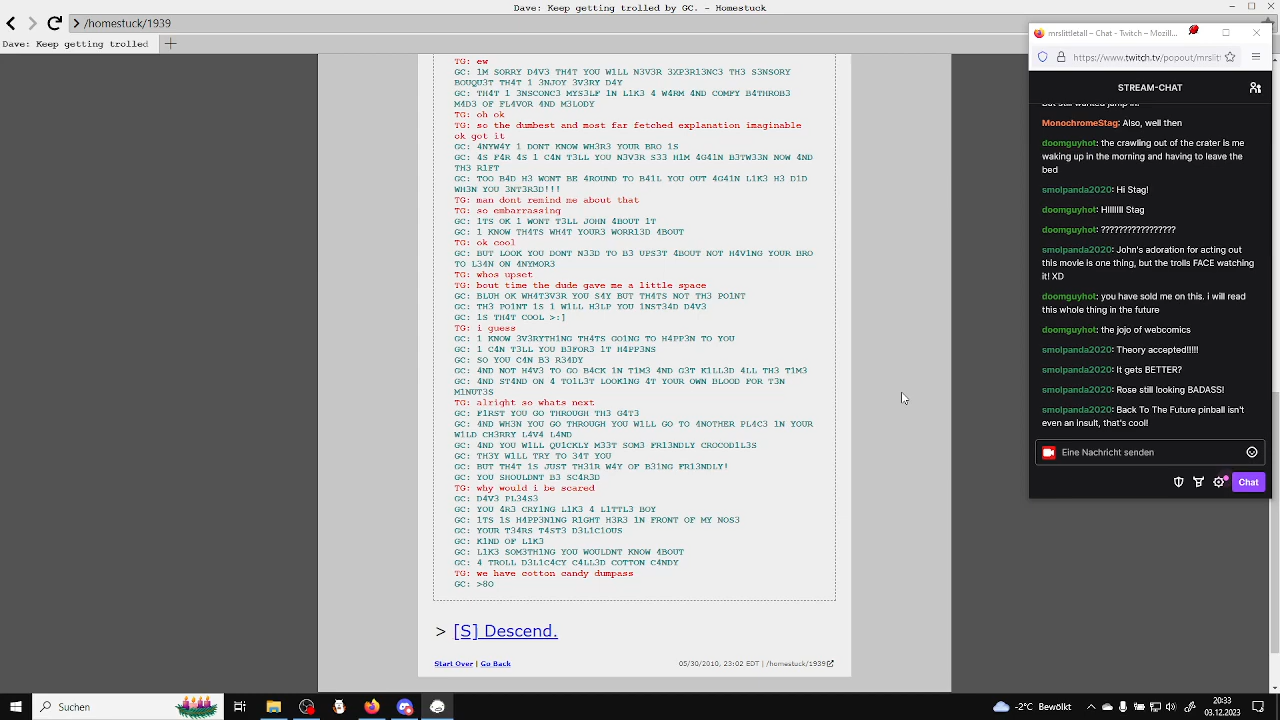 Dave: Keep getting trolled by GC. - Homestuck
/homestuck/1939
Dave: Keep getting trolled
TG: ew
GC: 1M SORRY D4V3 TH4T YOU W1LL N3V3R 3XP3R13NC3 TH3 S3NSORY
BOUQU3T TH4T 1 3NJOY 3V3RY D4Y
GC: TH4T 1 3NSCONC3 MYS3LF 1N L1K3 4 W4RM 4ND COMFY B4THROB3
M4D3 OF FL4VOR 4ND M3LODY
TG: oh ok
TG: so the dumbest and most far fetched explanation imaginable
ok got it
GC: 4NYW4Y 1 DONT KNOW WH3R3 YOUR BRO 1S
GC: 4S F4R 4S 1 C4N T3LL YOU N3V3R S33 H1M 4G41N B3TW33N NOW 4ND
TH3 R1FT
GC: TOO B4D H3 WONT B3 4ROUND TO B41L YOU OUT 4G41N L1K3 H3 D1D
WH3N YOU 3NT3R3D!!!
TG: man dont remind me about that
TG: so embarrassing
GC: 1TS OK 1 WONT T3LL JOHN 4BOUT 1T
GC: 1 KNOW TH4TS WH4T YOUR3 WORR13D 4BOUT
TG: ok cool
GC: BUT LOOK YOU DONT N33D TO B3 UPS3T 4BOUT NOT H4V1NG YOUR BRO
TO L34N ON 4NYMOR3
TG: whos upset
TG: bout time the dude gave me a little space
GC: BLUH OK WH4T3V3R YOU S4Y BUT TH4TS NOT TH3 PO1NT
GC: TH3 PO1NT 1S 1 W1LL H3LP YOU 1NST34D D4V3
GC: 1S TH4T COOL >:]
TG: i guess
GC: 1 KNOW 3V3RYTH1NG TH4TS GO1NG TO H4PP3N TO YOU
GC: 1 C4N T3LL YOU B3FOR3 1T H4PP3NS
GC: SO YOU C4N B3 R34DY
GC: 4ND NOT H4V3 TO GO B4CK 1N T1M3 4ND G3T K1LL3D 4LL TH3 T1M3
GC: 4ND ST4ND ON 4 TO1L3T LOOK1NG 4T YOUR OWN BLOOD FOR T3N
M1NUT3S
TG: alright so whats next
GC: F1RST YOU GO THROUGH TH3 G4T3
GC: 4ND WH3N YOU GO THROUGH YOU W1LL GO TO 4NOTH3R PL4C3 1N YOUR
W1LD CH3RRY L4V4 L4ND
GC: 4ND YOU W1LL QU1CKLY M33T SOM3 FR13NDLY CROCOD1L3S
GC: TH3Y W1LL TRY TO 34T YOU
GC: BUT TH4T 1S JUST TH31R W4Y OF B31NG FR13NDLY!
GC: YOU SHOULDNT B3 SC4R3D
TG: why would i be scared
GC: D4V3 PL34S3
GC: YOU 4R3 CRY1NG L1K3 4 L1TTL3 BOY
GC: 1TS 1S H4PP3N1NG R1GHT H3R3 1N FRONT OF MY NOS3
GC: YOUR T34RS T4ST3 D3L1C1OUS
GC: K1ND OF L1K3
GC: L1K3 SOM3TH1NG YOU WOULDNT KNOW 4BOUT
GC: 4 TROLL D3L1C4CY C4LL3D COTTON C4NDY
TG: we have cotton candy dumpass
GC: >8O
> [S] Descend.
Start Over | Go Back
05/30/2010, 23:02 EDT | /homestuck/1939
mrslittletall – Chat - Twitch – Mozill...
https://www.twitch.tv/popout/mrslitt
STREAM-CHAT
But still wanted jump in!
MonochromeStag: Also, well then
doomguyhot: the crawling out of the crater is me
waking up in the morning and having to leave the
bed
smolpanda2020: Hi Stag!
doomguyhot: HIIIIIII Stag
doomguyhot: ????????????????
smolpanda2020: John's adoration for acting out
this movie is one thing, but the trolls FACE watching
it! XD
doomguyhot: you have sold me on this. i will read
this whole thing in the future
doomguyhot: the jojo of webcomics
smolpanda2020: Theory accepted!!!!!
smolpanda2020: It gets BETTER?
smolpanda2020: Rose still looking BADASS!
smolpanda2020: Back To The Future pinball isn't
even an insult, that's cool!
Eine Nachricht senden
Chat
Suchen
-2°C Bewölkt
20:33
03.12.2023